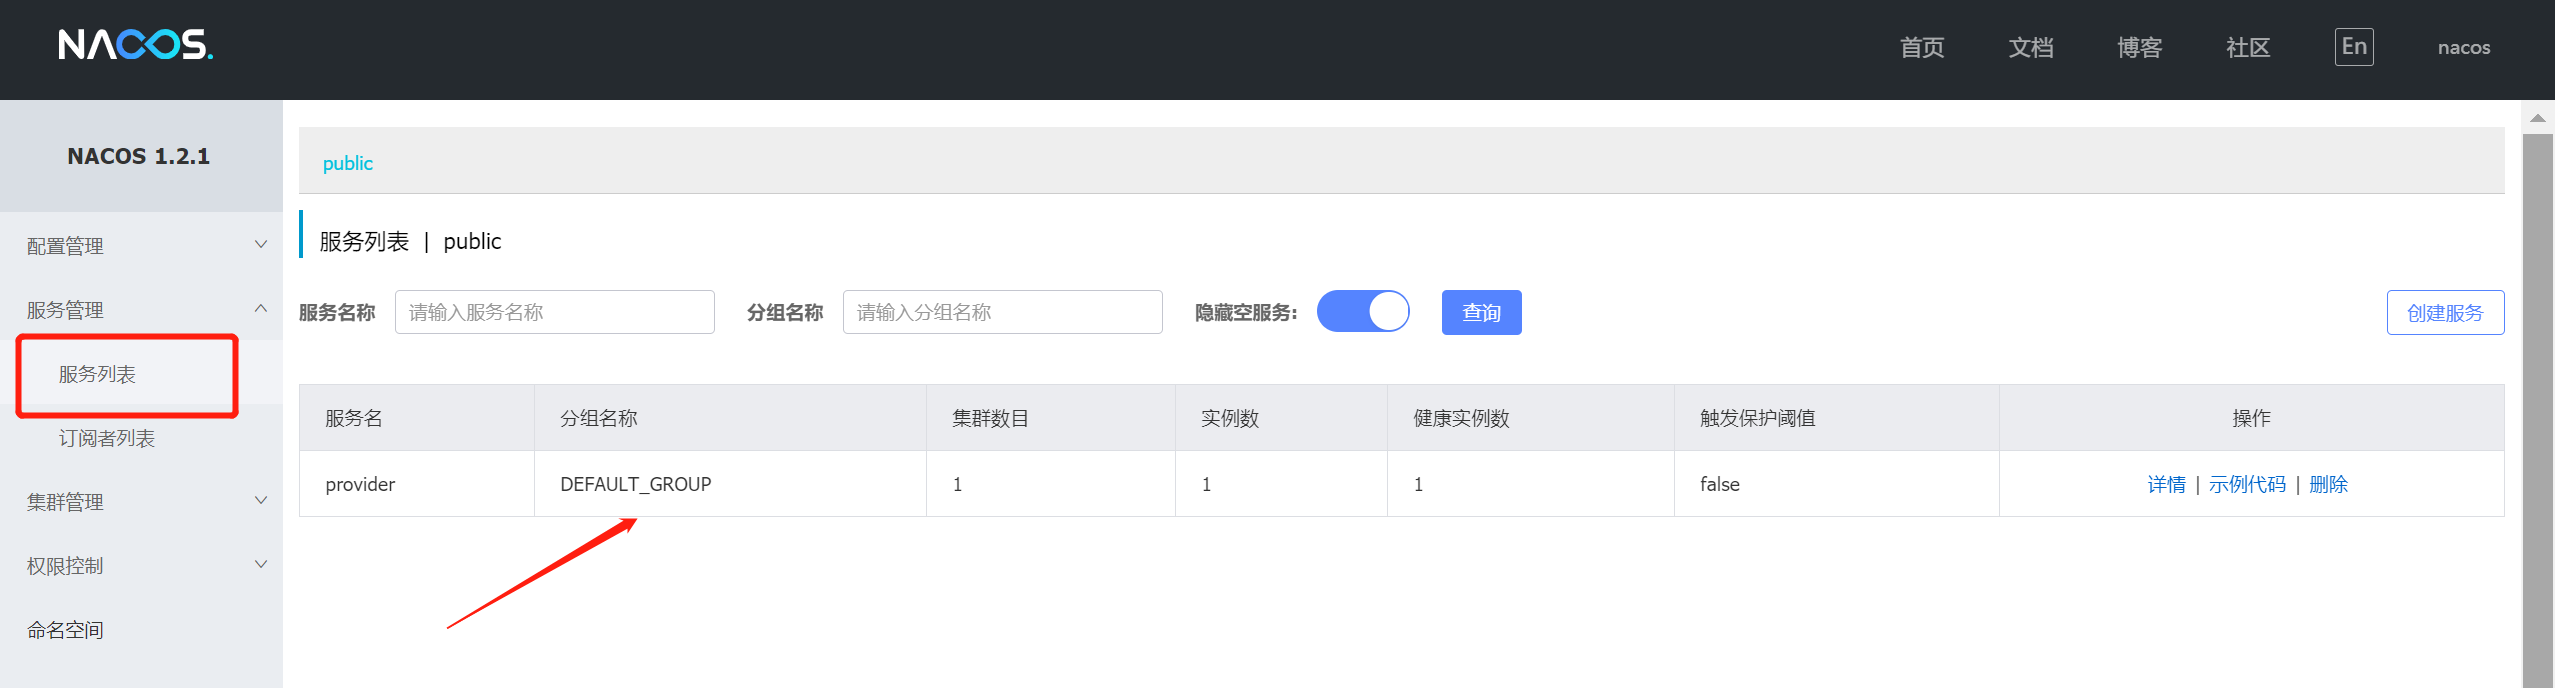 NACOS.
首页 文档 博客 社区 En nacos
NACOS 1.2.1
配置管理
服务管理
服务列表
订阅者列表
集群管理
权限控制
命名空间
public
服务列表 | public
服务名称 请输入服务名称 分组名称 请输入分组名称 隐藏空服务: 查询 创建服务
服务名 分组名称 集群数目 实例数 健康实例数 触发保护阈值 操作
provider DEFAULT_GROUP 1 1 1 false 详情 | 示例代码 | 删除